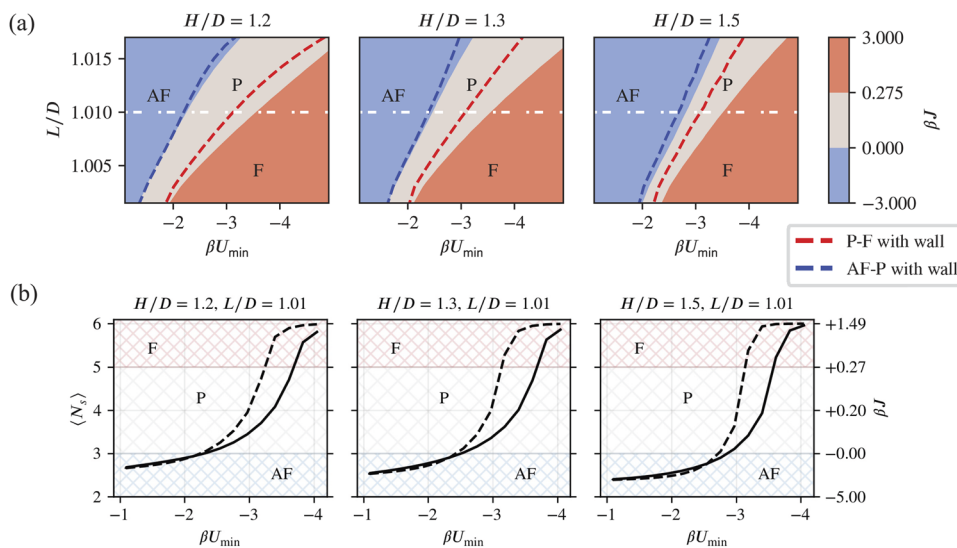 (a)
H/D = 1.2
H/D = 1.3
H/D = 1.5
L/D
1.015
1.010
1.005
AF
P
F
AF
P
F
AF
P
F
3.000
0.275
0.000
−3.000
βJ
−2
−3
−4
−2
−3
−4
−2
−3
−4
βU_min
βU_min
βU_min
P-F with wall
AF-P with wall
(b)
H/D = 1.2, L/D = 1.01
H/D = 1.3, L/D = 1.01
H/D = 1.5, L/D = 1.01
⟨N_s⟩
6
5
4
3
2
F
P
AF
F
P
AF
F
P
AF
+1.49
+0.27
+0.20
−0.00
−5.00
βJ
−1
−2
−3
−4
−1
−2
−3
−4
−1
−2
−3
−4
βU_min
βU_min
βU_min